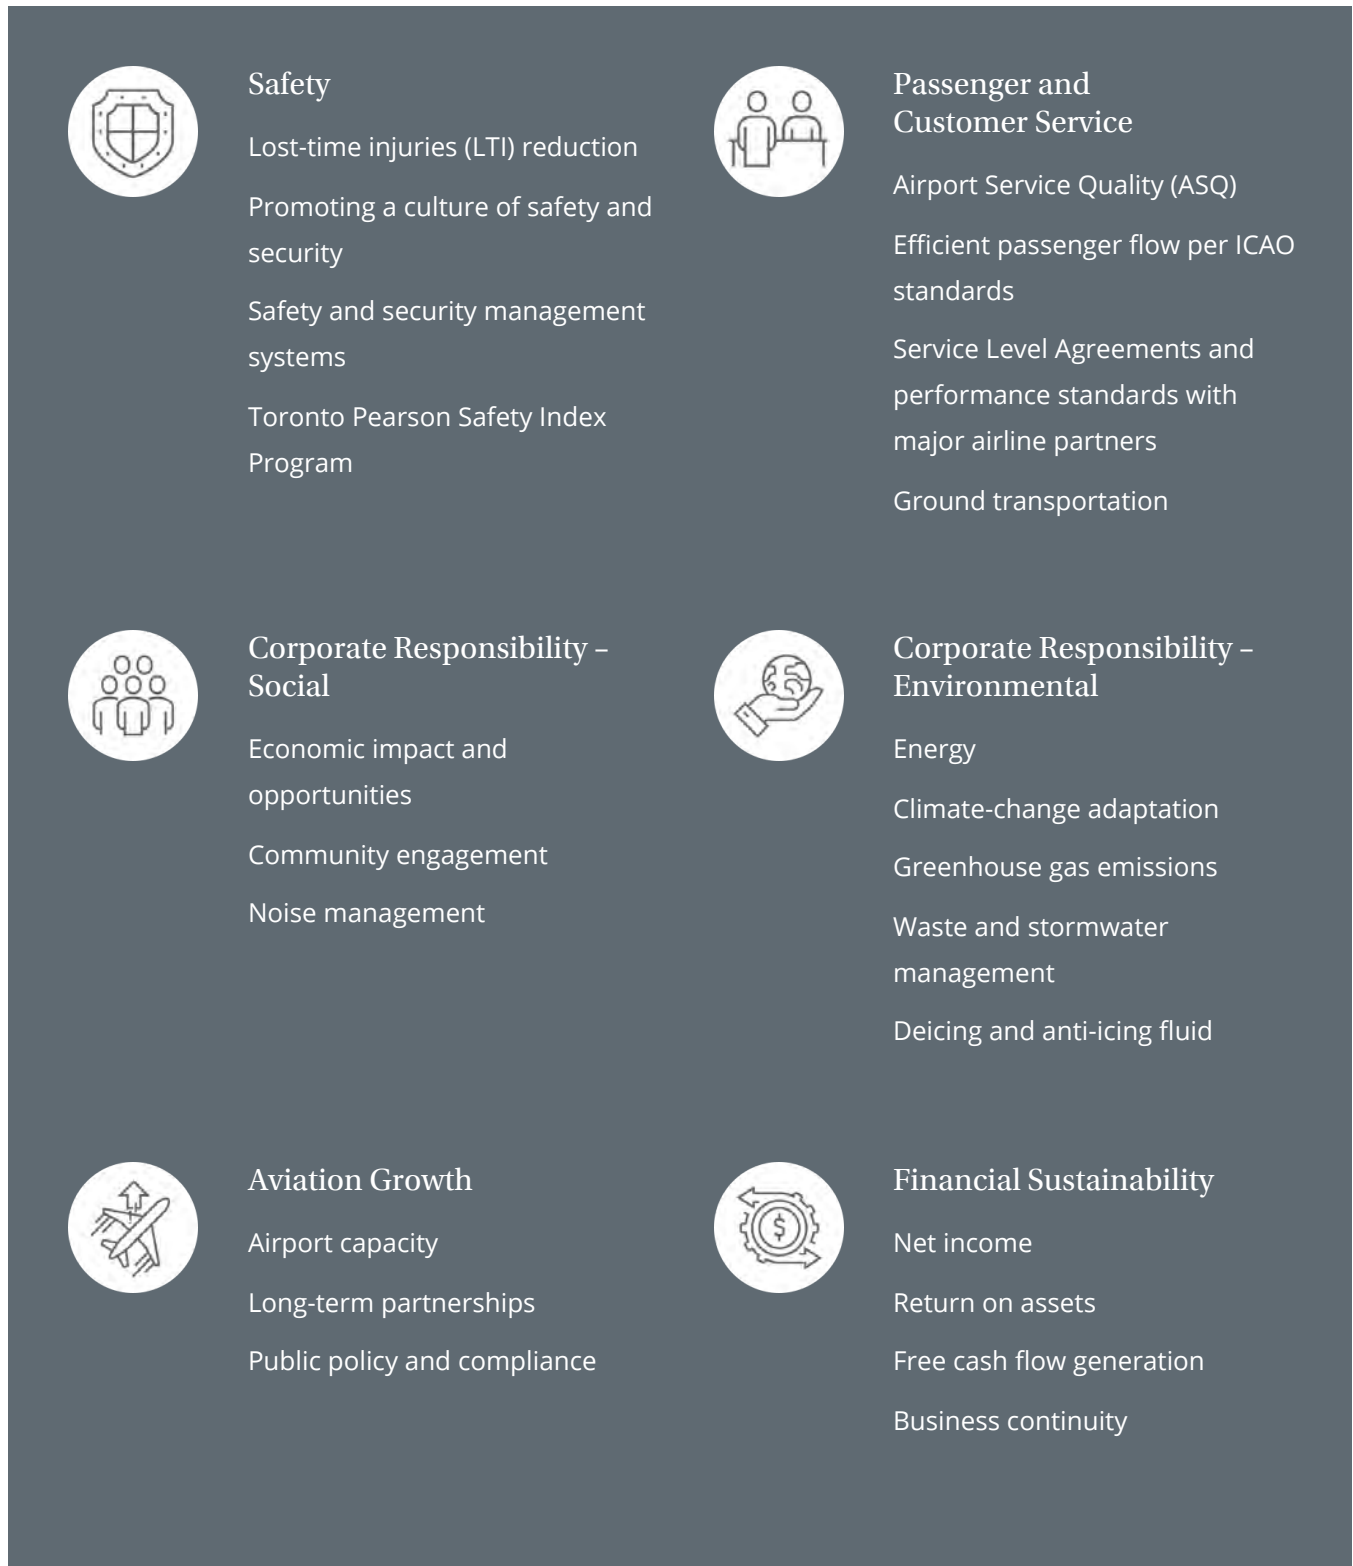 Safety
Lost-time injuries (LTI) reduction
Promoting a culture of safety and
security
Safety and security management
systems
Toronto Pearson Safety Index
Program
Passenger and
Customer Service
Airport Service Quality (ASQ)
Efficient passenger flow per ICAO
standards
Service Level Agreements and
performance standards with
major airline partners
Ground transportation
Corporate Responsibility –
Social
Economic impact and
opportunities
Community engagement
Noise management
Corporate Responsibility –
Environmental
Energy
Climate-change adaptation
Greenhouse gas emissions
Waste and stormwater
management
Deicing and anti-icing fluid
Aviation Growth
Airport capacity
Long-term partnerships
Public policy and compliance
Financial Sustainability
$
Net income
Return on assets
Free cash flow generation
Business continuity